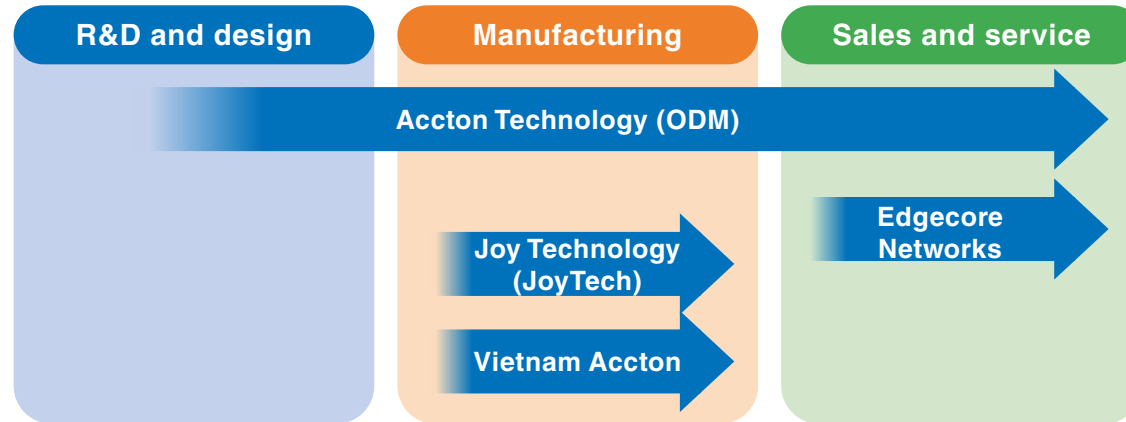 R&D and design
Manufacturing
Sales and service
Accton Technology (ODM)
Edgecore
Networks
Joy Technology
(JoyTech)
Vietnam Accton